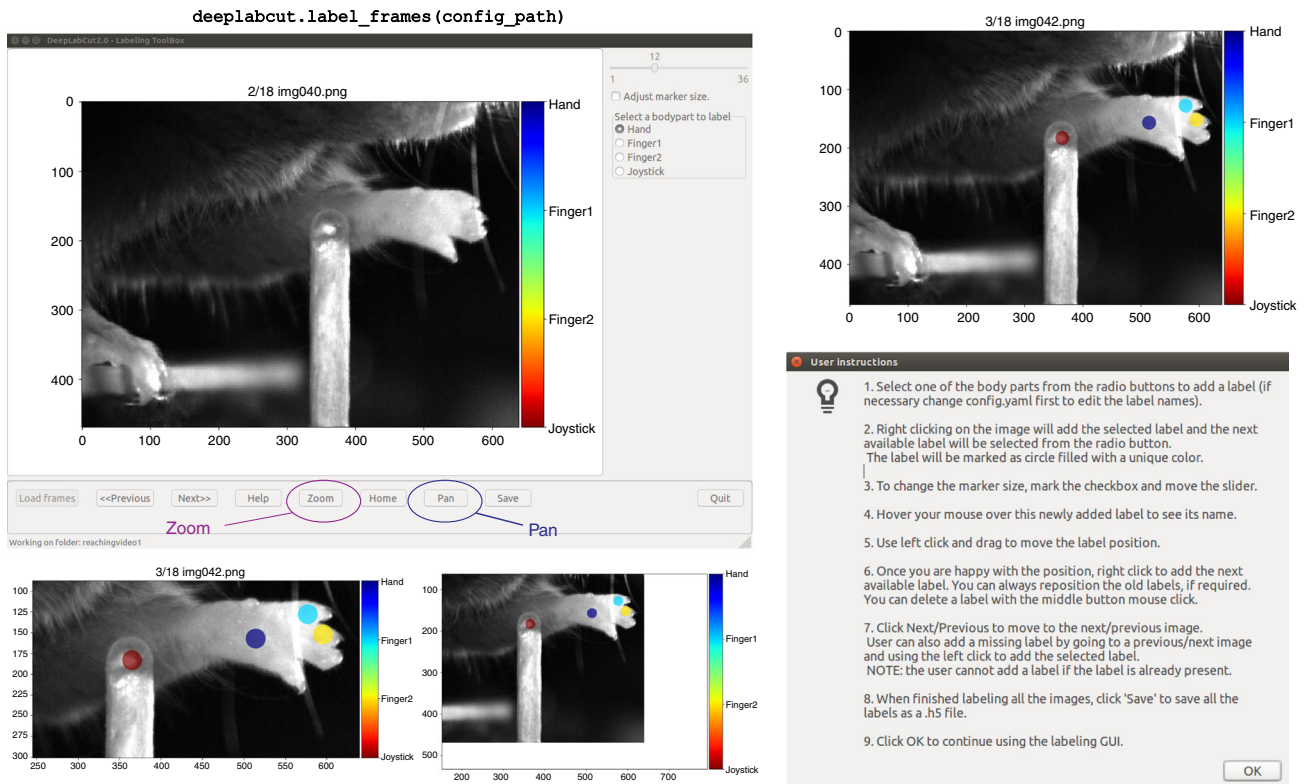 deeplabcut.label_frames(config_path)
DeepLabCut2.0 - Labeling ToolBox
2/18 img040.png
0
100
200
300
400
0 100 200 300 400 500 600
Hand
Finger1
Finger2
Joystick
12
1 36
Adjust marker size.
Select a bodypart to label
Hand
Finger1
Finger2
Joystick
Load frames <<Previous Next>> Help Zoom Home Pan Save Quit
Zoom Pan
Working on folder: reachingvideo1
3/18 img042.png
0
100
200
300
400
0 100 200 300 400 500 600
Hand
Finger1
Finger2
Joystick
3/18 img042.png
100
125
150
175
200
225
250
275
300
250 300 350 400 450 500 550 600
Hand
Finger1
Finger2
Joystick
100
200
300
400
500
200 300 400 500 600 700
Hand
Finger1
Finger2
Joystick
User instructions
1. Select one of the body parts from the radio buttons to add a label (if
necessary change config.yaml first to edit the label names).
2. Right clicking on the image will add the selected label and the next
available label will be selected from the radio button.
The label will be marked as circle filled with a unique color.
3. To change the marker size, mark the checkbox and move the slider.
4. Hover your mouse over this newly added label to see its name.
5. Use left click and drag to move the label position.
6. Once you are happy with the position, right click to add the next
available label. You can always reposition the old labels, if required.
You can delete a label with the middle button mouse click.
7. Click Next/Previous to move to the next/previous image.
User can also add a missing label by going to a previous/next image
and using the left click to add the selected label.
NOTE: the user cannot add a label if the label is already present.
8. When finished labeling all the images, click 'Save' to save all the
labels as a .h5 file.
9. Click OK to continue using the labeling GUI.
OK